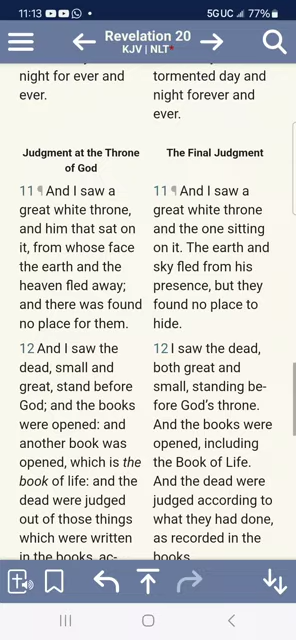 11:13
5G UC 77%
Revelation 20
KJV | NLT*
night for ever and
ever.
tormented day and
night forever and
ever.
Judgment at the Throne
of God
11 ¶ And I saw a
great white throne,
and him that sat on
it, from whose face
the earth and the
heaven fled away;
and there was found
no place for them.
12 And I saw the
dead, small and
great, stand before
God; and the books
were opened: and
another book was
opened, which is the
book of life: and the
dead were judged
out of those things
which were written
in the books, ac-
The Final Judgment
11 ¶ And I saw a
great white throne
and the one sitting
on it. The earth and
sky fled from his
presence, but they
found no place to
hide.
12 I saw the dead,
both great and
small, standing be-
fore God’s throne.
And the books were
opened, including
the Book of Life.
And the dead were
judged according to
what they had done,
as recorded in the
books.